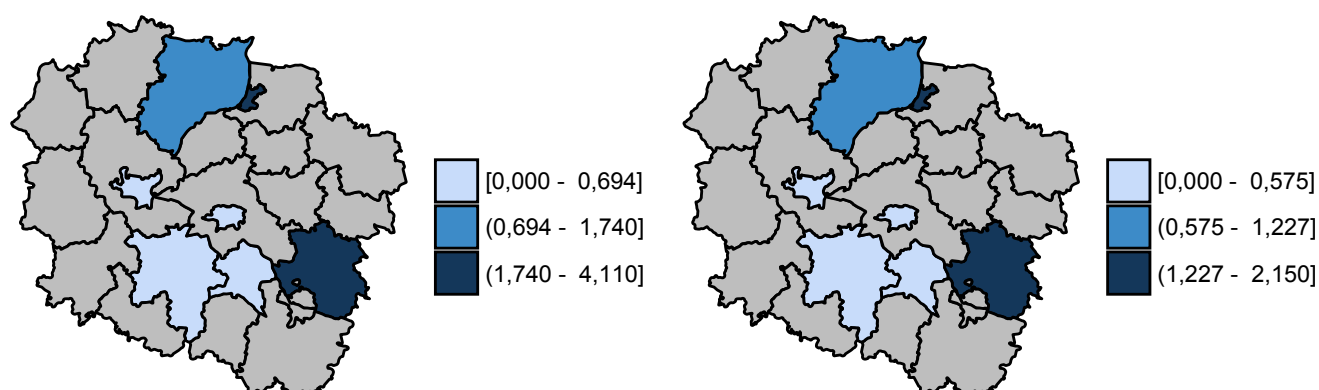 [0,000 - 0,694]
(0,694 - 1,740]
(1,740 - 4,110]
[0,000 - 0,575]
(0,575 - 1,227]
(1,227 - 2,150]